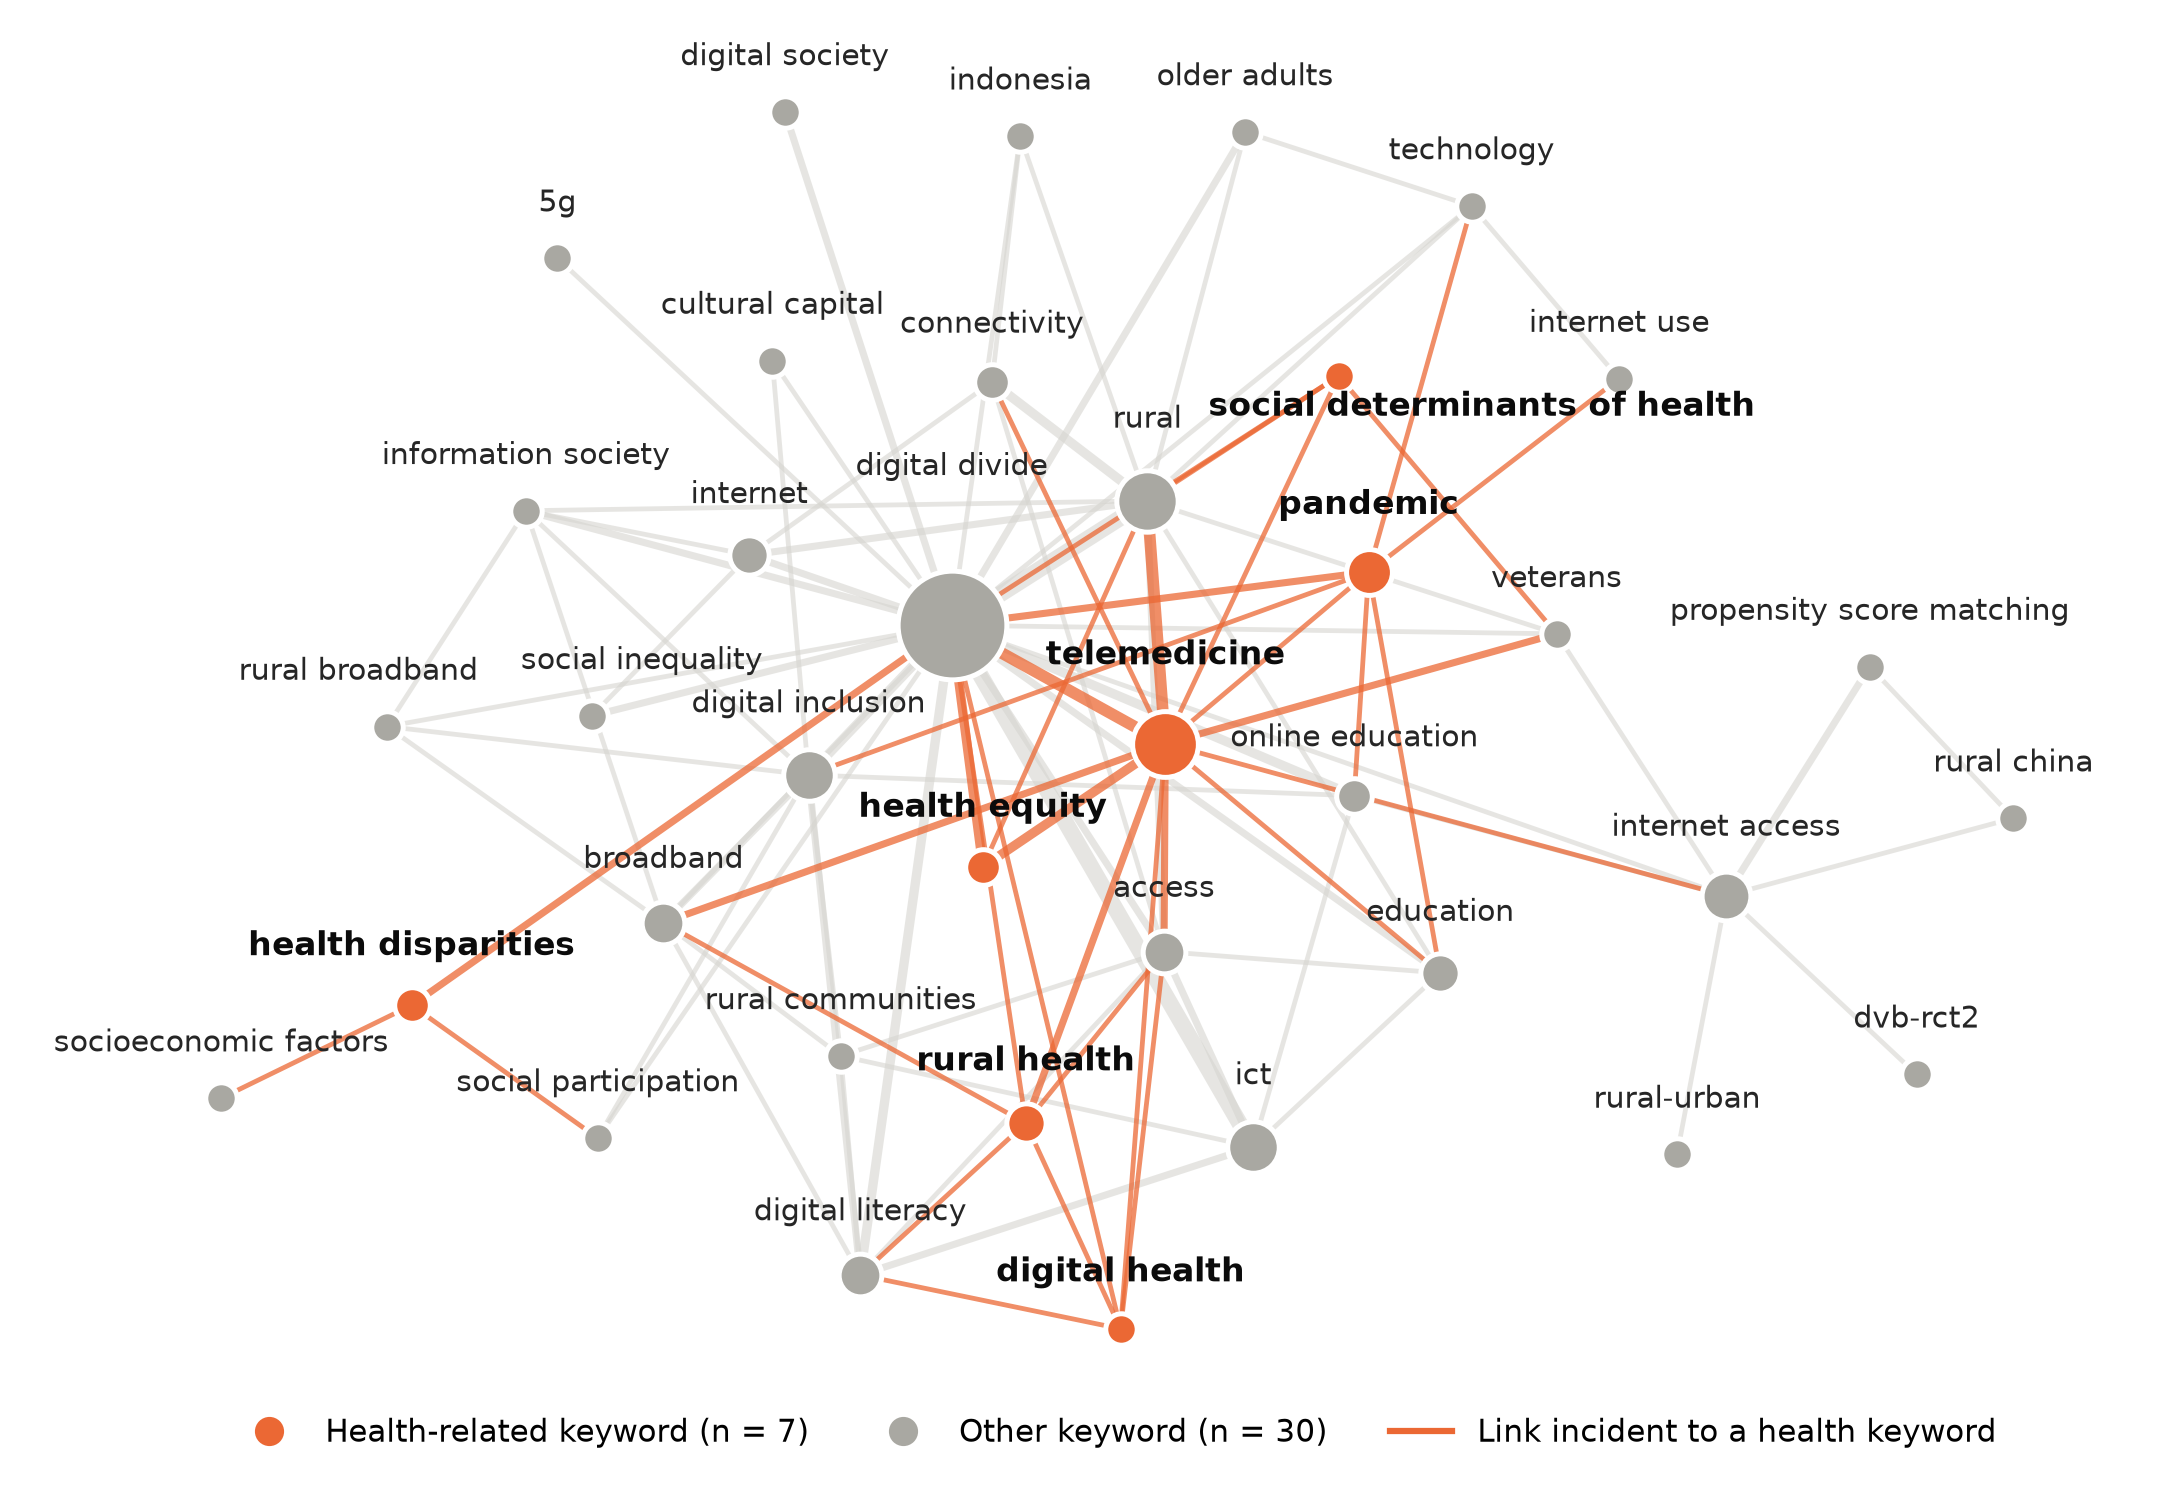 digital society
indonesia
older adults
technology
5g
cultural capital
connectivity
internet use
rural
social determinants of health
information society
digital divide
internet
pandemic
veterans
propensity score matching
rural broadband
social inequality
telemedicine
digital inclusion
online education
rural china
health equity
internet access
broadband
access
education
health disparities
rural communities
dvb-rct2
socioeconomic factors
rural health
social participation
ict
rural-urban
digital literacy
digital health
Health-related keyword (n = 7)
Other keyword (n = 30)
Link incident to a health keyword